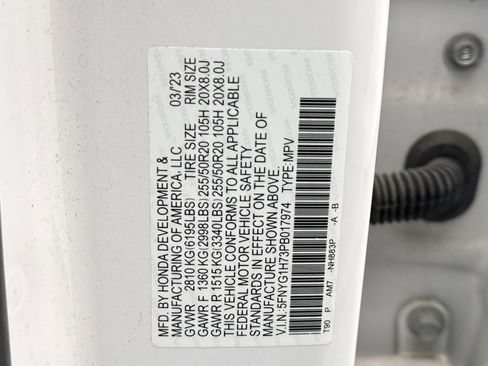 MFD. BY HONDA DEVELOPMENT &
MANUFACTURING OF AMERICA, LLC 03/23
GVWR 2810 KG(6195LBS) TIRE SIZE RIM SIZE
GAWR F 1360 KG(2998LBS) 255/50R20 105H 20X8.0J
GAWR R 1515 KG(3340LBS) 255/50R20 105H 20X8.0J
THIS VEHICLE CONFORMS TO ALL APPLICABLE
FEDERAL MOTOR VEHICLE SAFETY
STANDARDS IN EFFECT ON THE DATE OF
MANUFACTURE SHOWN ABOVE.
V.I.N.: 5FNYG1H73PB017974 TYPE: MPV
T90 P AM7 -NH883P -A -B